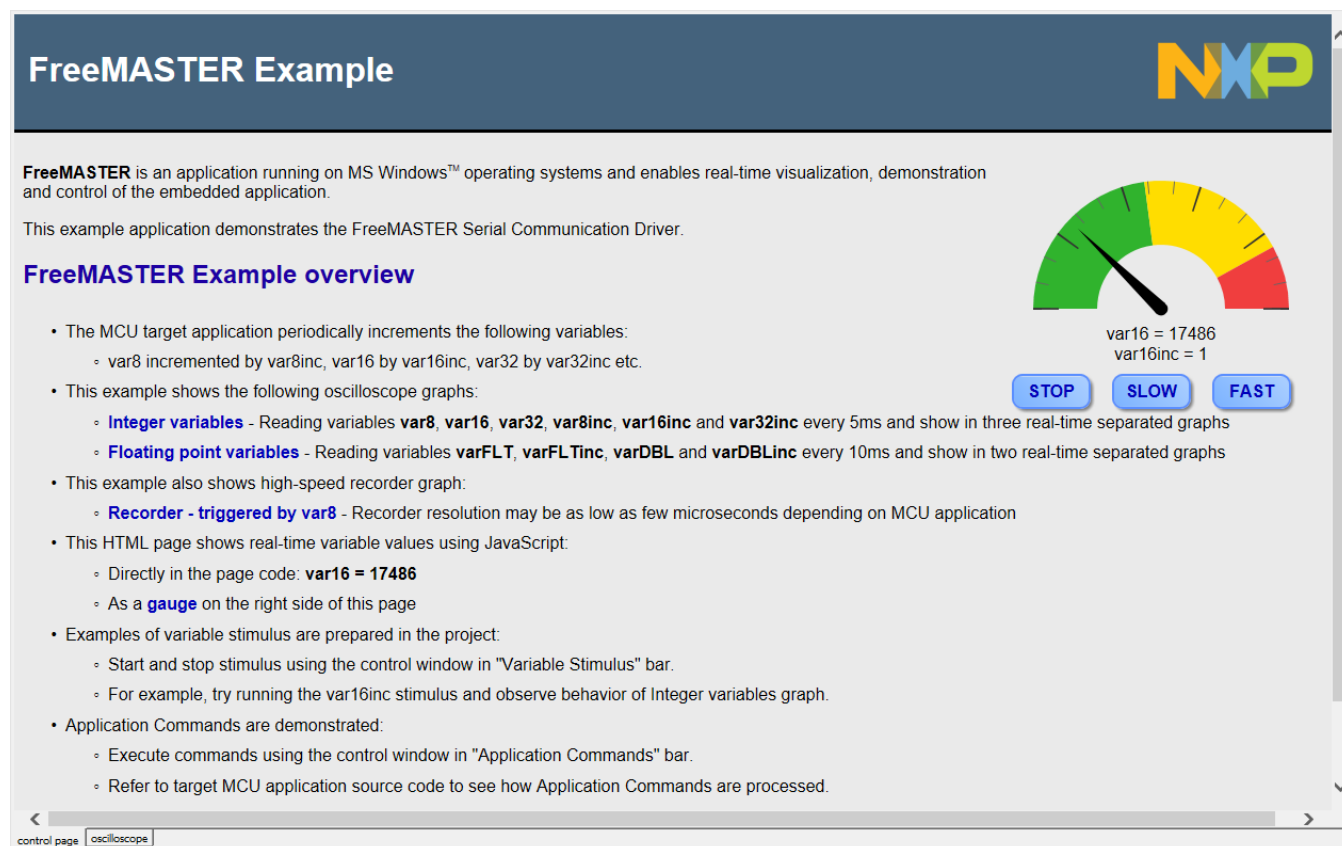 FreeMASTER Example
NXP
FreeMASTER is an application running on MS Windows™ operating systems and enables real-time visualization, demonstration
and control of the embedded application.
This example application demonstrates the FreeMASTER Serial Communication Driver.
FreeMASTER Example overview
• The MCU target application periodically increments the following variables:
◦ var8 incremented by var8inc, var16 by var16inc, var32 by var32inc etc.
• This example shows the following oscilloscope graphs:
◦ Integer variables - Reading variables var8, var16, var32, var8inc, var16inc and var32inc every 5ms and show in three real-time separated graphs
◦ Floating point variables - Reading variables varFLT, varFLTinc, varDBL and varDBLinc every 10ms and show in two real-time separated graphs
• This example also shows high-speed recorder graph:
◦ Recorder - triggered by var8 - Recorder resolution may be as low as few microseconds depending on MCU application
• This HTML page shows real-time variable values using JavaScript:
◦ Directly in the page code: var16 = 17486
◦ As a gauge on the right side of this page
• Examples of variable stimulus are prepared in the project:
◦ Start and stop stimulus using the control window in "Variable Stimulus" bar.
◦ For example, try running the var16inc stimulus and observe behavior of Integer variables graph.
• Application Commands are demonstrated:
◦ Execute commands using the control window in "Application Commands" bar.
◦ Refer to target MCU application source code to see how Application Commands are processed.
var16 = 17486
var16inc = 1
STOP SLOW FAST
control page oscilloscope